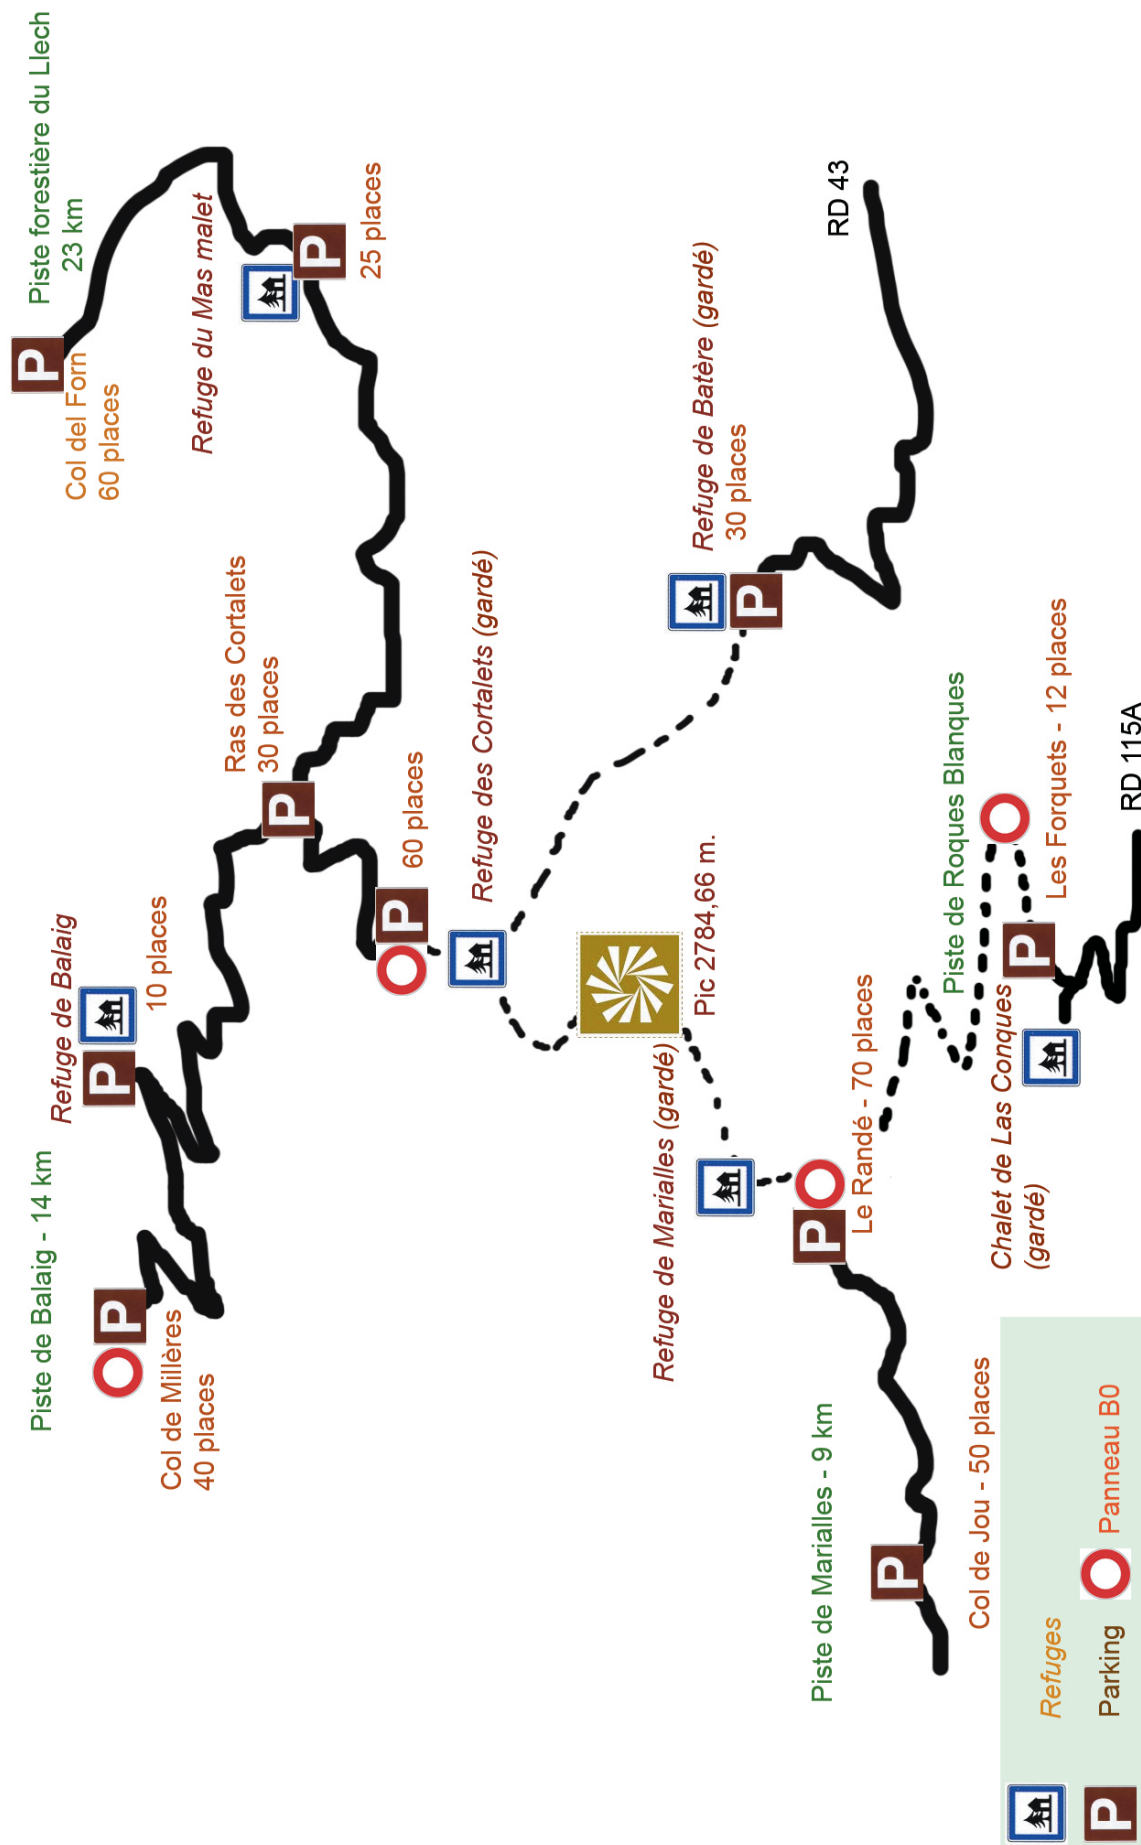 Piste de Balaig - 14 km
Refuge de Balaig
10 places
P
P
Col de Millères
40 places
Piste forestière du Llech
23 km
P
Col del Forn
60 places
Refuge du Mas malet
P
25 places
Ras des Cortalets
30 places
P
60 places
P
Refuge des Cortalets (gardé)
Pic 2784,66 m.
Refuge de Batère (gardé)
30 places
P
RD 43
Refuge de Marialles (gardé)
P
Le Randé - 70 places
Piste de Marialles - 9 km
P
Col de Jou - 50 places
Piste de Roques Blanques
P
Les Forquets - 12 places
Chalet de Las Conques
(gardé)
RD 115A
Refuges
P
Parking
Panneau B0